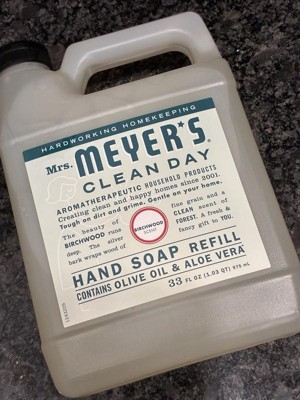 HARDWORKING HOMEKEEPING
Mrs. MEYER'S
CLEAN DAY
AROMATHERAPEUTIC HOUSEHOLD PRODUCTS
Creating clean and happy homes since 2001.
Tough on dirt and grime. Gentle on your home.
The beauty of
BIRCHWOOD runs
deep. The silver
bark wraps wood of
BIRCHWOOD
SCENT
fine grain and a
CLEAN scent of
FOREST. A fresh &
fancy gift to YOU.
HAND SOAP REFILL
CONTAINS OLIVE OIL & ALOE VERA
33 FL OZ (1.03 QT) 975 mL